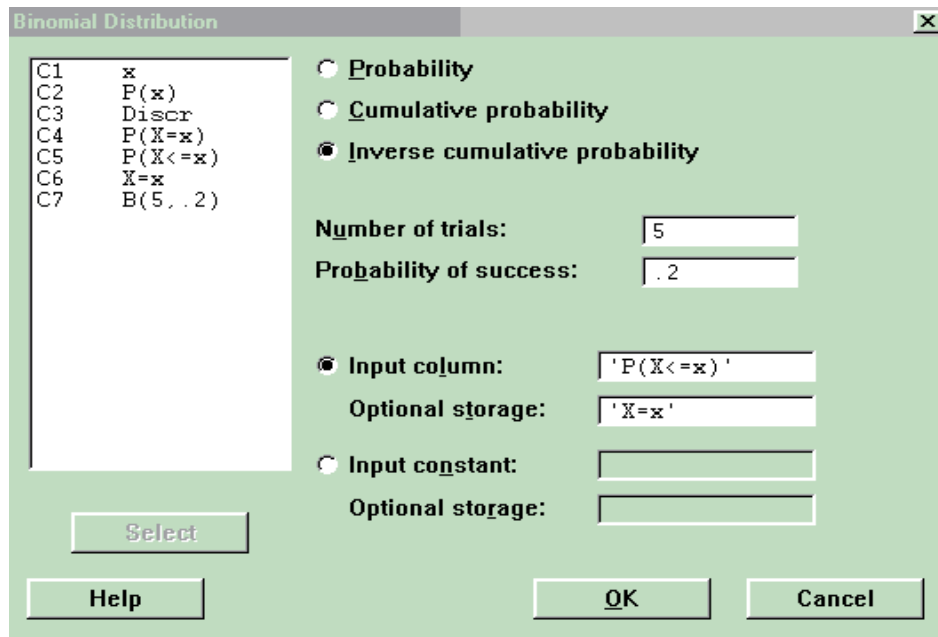 Binomial Distribution
C1 x
C2 P(x)
C3 Discr
C4 P(X=x)
C5 P(X<=x)
C6 X=x
C7 B(5,.2)
Probability
Cumulative probability
Inverse cumulative probability
Number of trials: 5
Probability of success: .2
Input column: 'P(X<=x)'
Optional storage: 'X=x'
Input constant:
Optional storage:
Select
Help OK Cancel